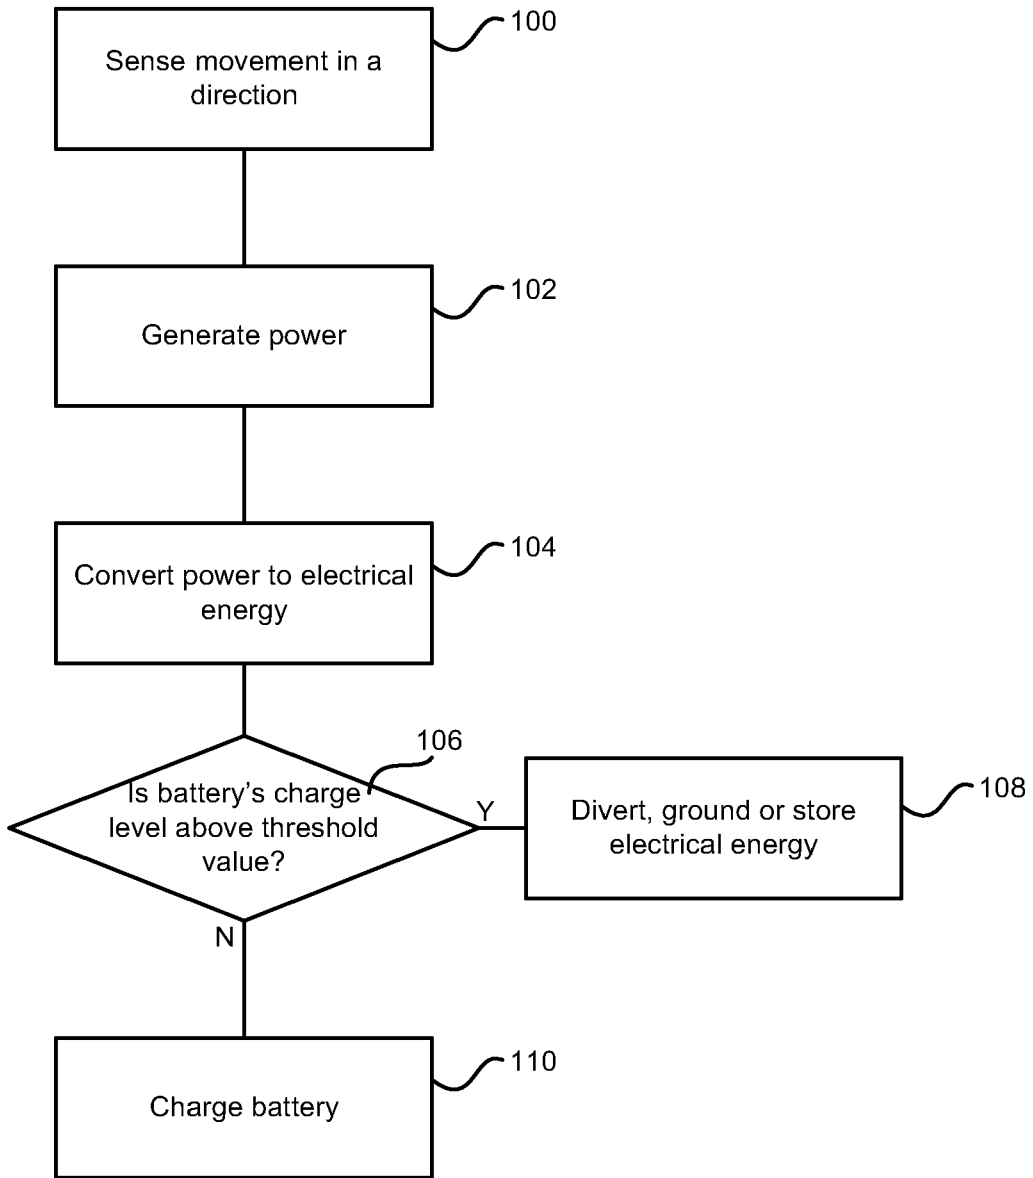 100
Sense movement in a
direction
102
Generate power
104
Convert power to electrical
energy
106
Is battery's charge
level above threshold
value?
Y
108
Divert, ground or store
electrical energy
N
110
Charge battery